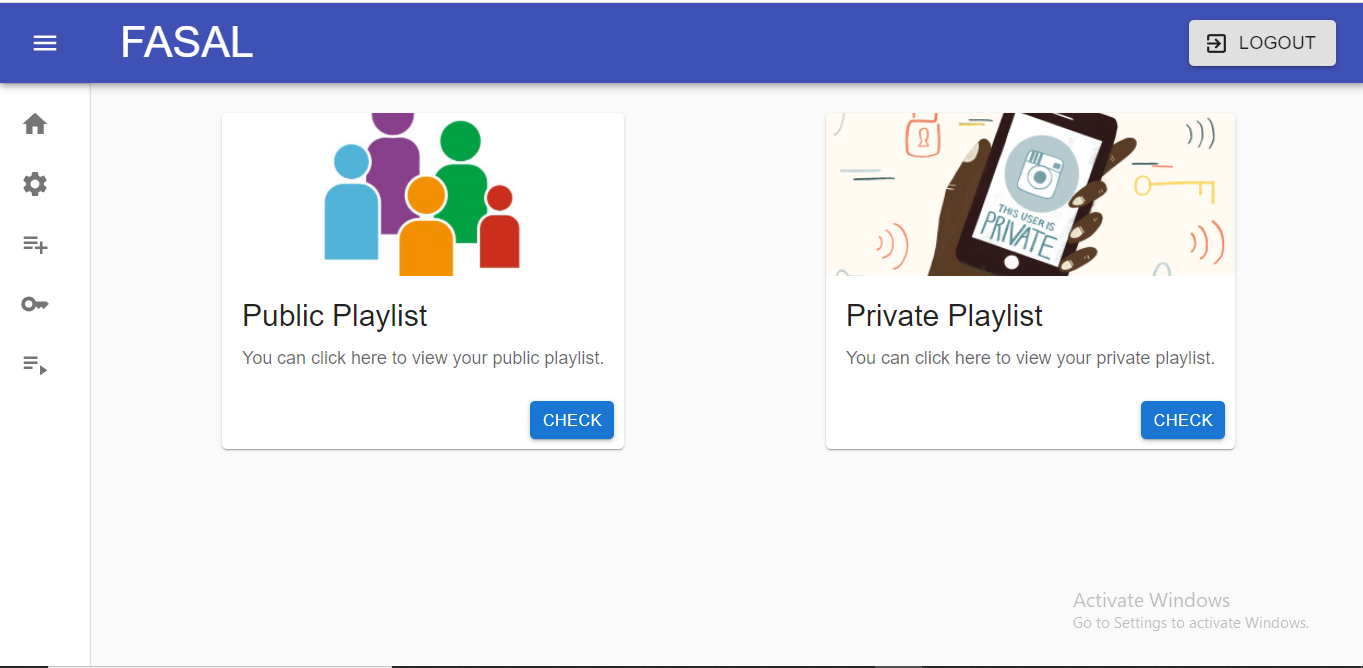 FASAL
LOGOUT
THIS USER IS
PRIVATE
Public Playlist
You can click here to view your public playlist.
CHECK
Private Playlist
You can click here to view your private playlist.
CHECK
Activate Windows
Go to Settings to activate Windows.